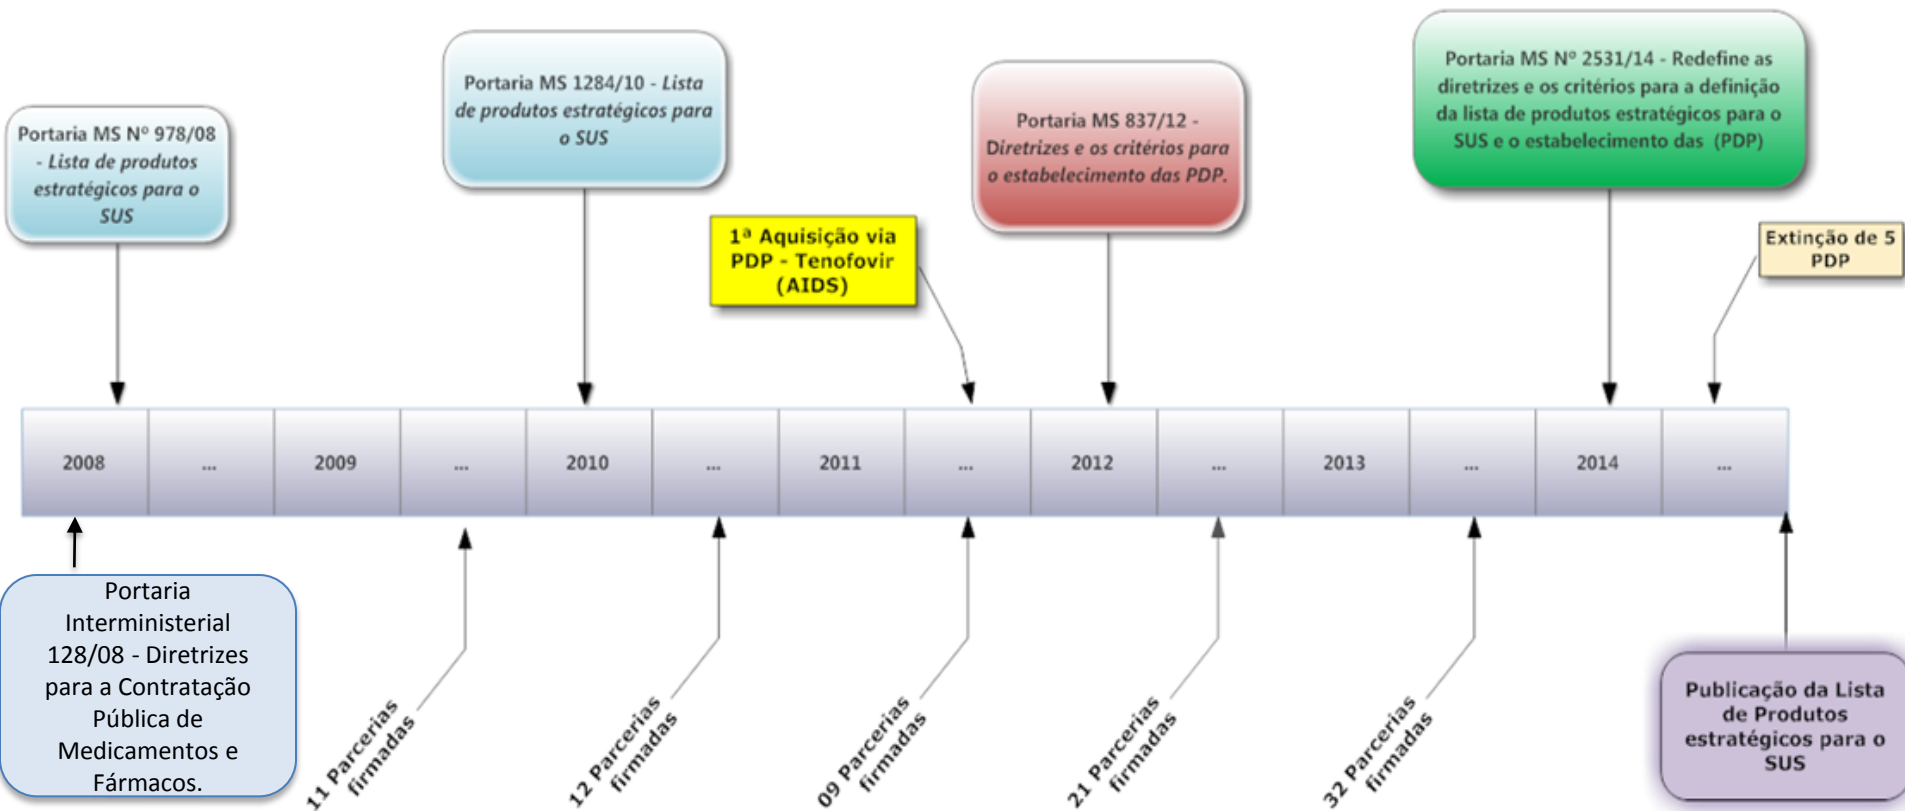 Portaria MS Nº 978/08
- Lista de produtos
estratégicos para o
SUS
Portaria MS 1284/10 - Lista
de produtos estratégicos para
o SUS
1ª Aquisição via
PDP - Tenofovir
(AIDS)
Portaria MS 837/12 -
Diretrizes e os critérios para
o estabelecimento das PDP.
Portaria MS Nº 2531/14 - Redefine as
diretrizes e os critérios para a definição
da lista de produtos estratégicos para o
SUS e o estabelecimento das (PDP)
Extinção de 5
PDP
2008 ... 2009 ... 2010 ... 2011 ... 2012 ... 2013 ... 2014 ...
Portaria
Interministerial
128/08 - Diretrizes
para a Contratação
Pública de
Medicamentos e
Fármacos.
11 Parcerias
firmadas
12 Parcerias
firmadas
09 Parcerias
firmadas
21 Parcerias
firmadas
32 Parcerias
firmadas
Publicação da Lista
de Produtos
estratégicos para o
SUS